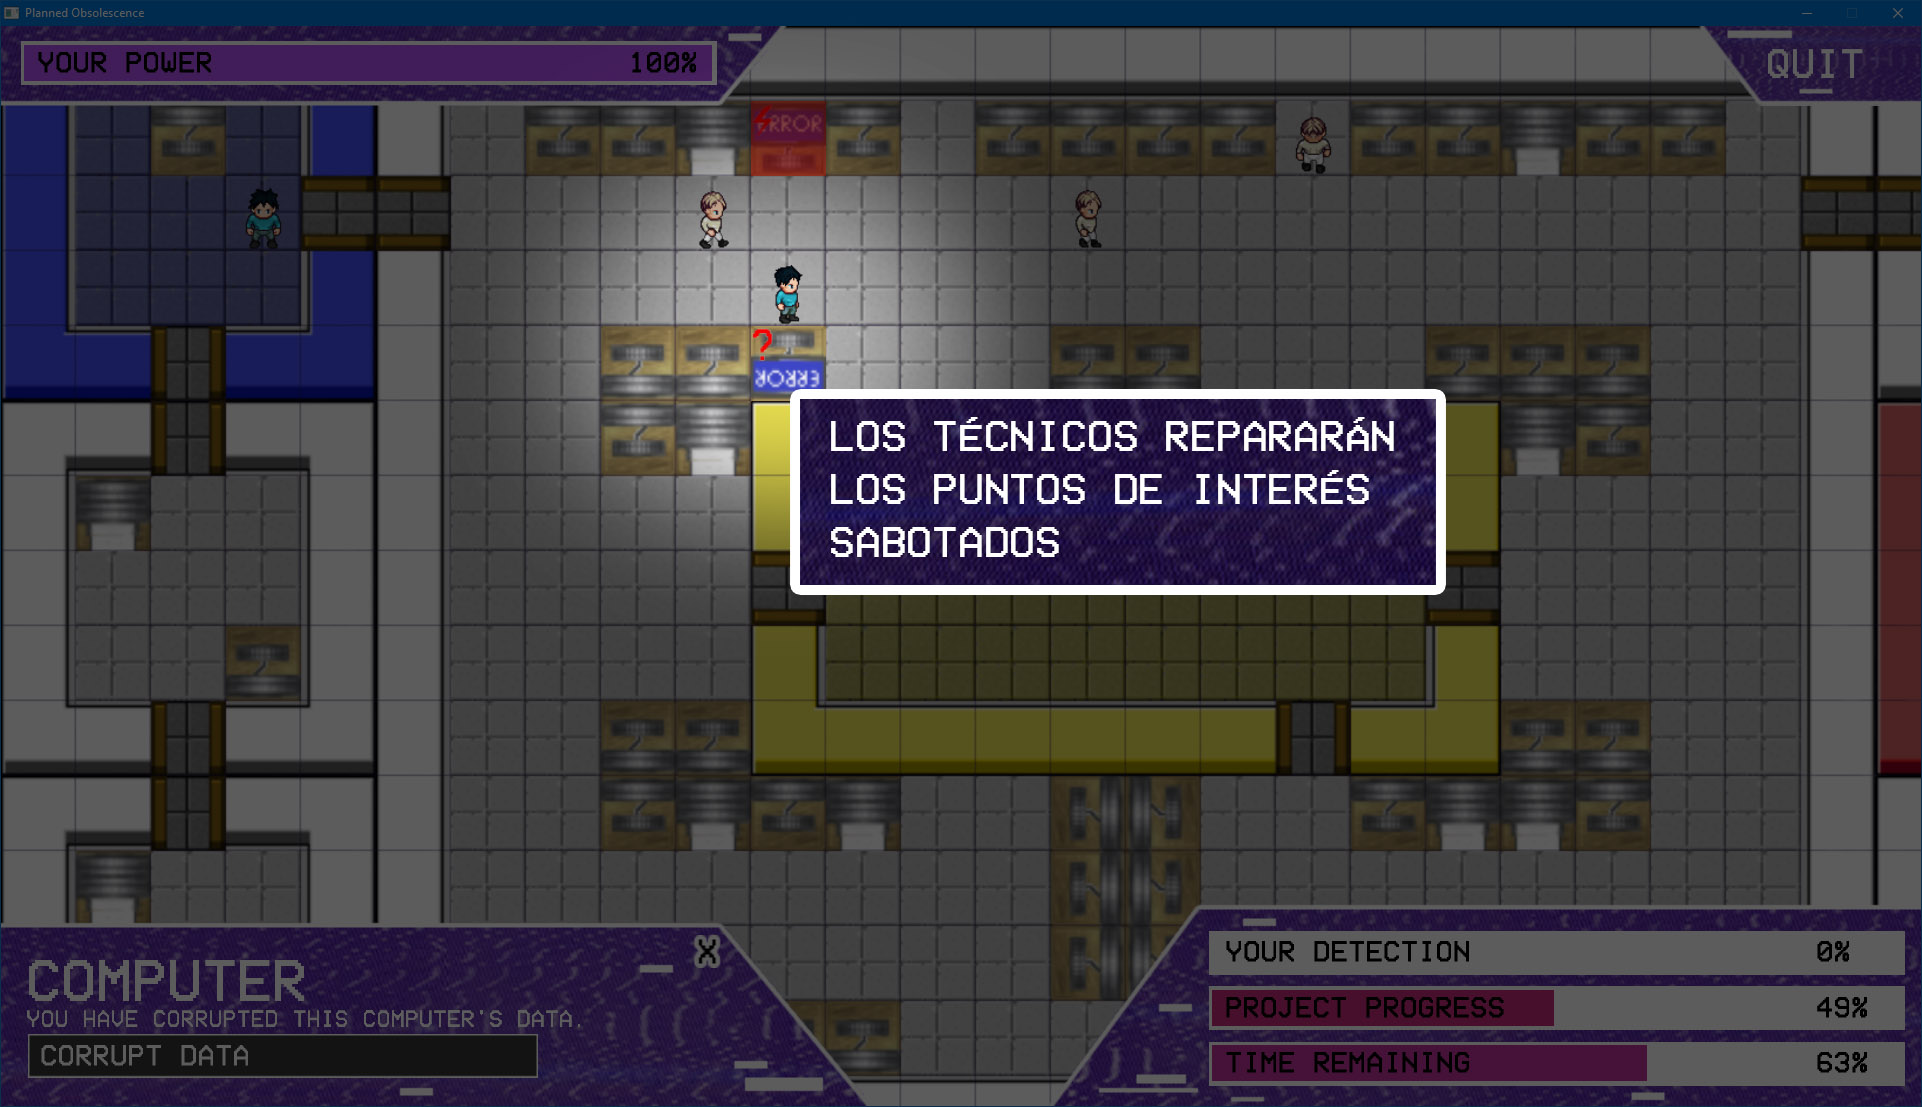 Planned Obsolescence
YOUR POWER 100%
QUIT
ERROR
?
ERROR
LOS TÉCNICOS REPARARÁN
LOS PUNTOS DE INTERÉS
SABOTADOS
X
COMPUTER
YOU HAVE CORRUPTED THIS COMPUTER'S DATA.
CORRUPT DATA
YOUR DETECTION 0%
PROJECT PROGRESS 49%
TIME REMAINING 63%